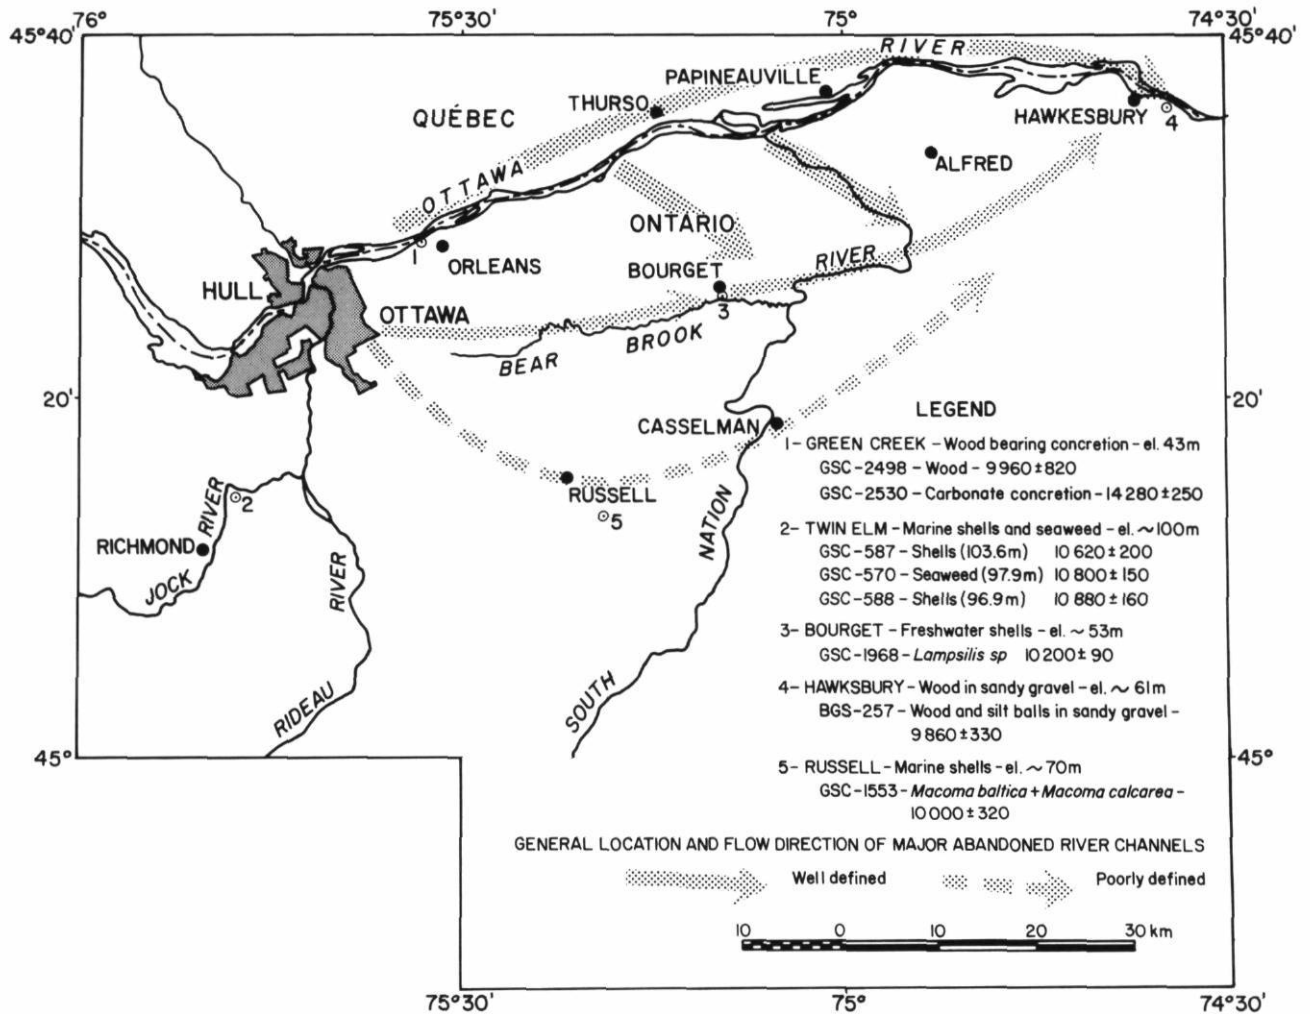 76° 75°30' 75° 74°30'
45°40' 45°40'
RIVER
PAPINEAUVILLE
THURSO
QUÉBEC
HAWKESBURY
4
ALFRED
OTTAWA
ONTARIO
1
ORLEANS
RIVER
BOURGET
HULL
3
OTTAWA
BEAR BROOK
20' 20'
CASSELMAN
LEGEND
1- GREEN CREEK - Wood bearing concretion - el. 43m
GSC-2498 - Wood - 9960±820
GSC-2530 - Carbonate concretion - 14280±250
2- TWIN ELM - Marine shells and seaweed - el. ~100m
GSC-587 - Shells (103.6m) 10620±200
GSC-570 - Seaweed (97.9m) 10800±150
GSC-588 - Shells (96.9m) 10880±160
3- BOURGET - Freshwater shells - el. ~53m
GSC-1968 - Lampsilis sp 10200±90
4- HAWKSBURY - Wood in sandy gravel - el. ~61m
BGS-257 - Wood and silt balls in sandy gravel -
9860±330
5- RUSSELL - Marine shells - el. ~70m
GSC-1553 - Macoma baltica + Macoma calcarea -
10000±320
RUSSELL
5
2
RICHMOND
JOCK RIVER
RIDEAU RIVER
SOUTH NATION
45° 45°
GENERAL LOCATION AND FLOW DIRECTION OF MAJOR ABANDONED RIVER CHANNELS
Well defined Poorly defined
10 0 10 20 30 km
75°30' 75° 74°30'